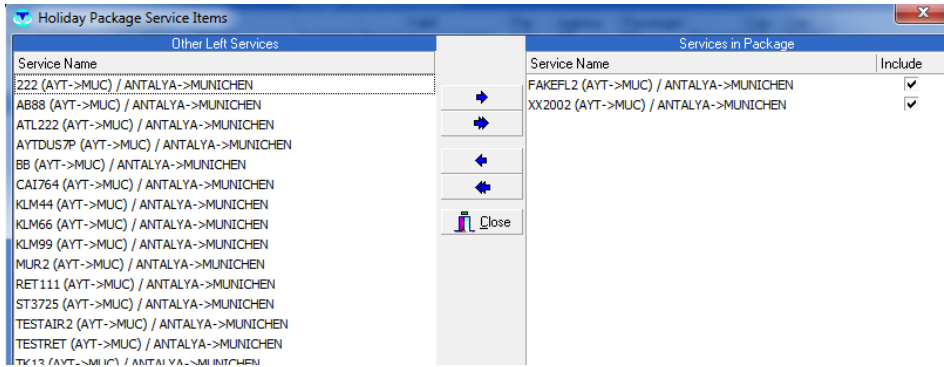 Holiday Package Service Items
Other Left Services
Service Name
222 (AYT->MUC) / ANTALYA->MUNICHEN
AB88 (AYT->MUC) / ANTALYA->MUNICHEN
ATL222 (AYT->MUC) / ANTALYA->MUNICHEN
AYTDUS7P (AYT->MUC) / ANTALYA->MUNICHEN
BB (AYT->MUC) / ANTALYA->MUNICHEN
CAI764 (AYT->MUC) / ANTALYA->MUNICHEN
KLM44 (AYT->MUC) / ANTALYA->MUNICHEN
KLM66 (AYT->MUC) / ANTALYA->MUNICHEN
KLM99 (AYT->MUC) / ANTALYA->MUNICHEN
MUR2 (AYT->MUC) / ANTALYA->MUNICHEN
RET111 (AYT->MUC) / ANTALYA->MUNICHEN
ST3725 (AYT->MUC) / ANTALYA->MUNICHEN
TESTAIR2 (AYT->MUC) / ANTALYA->MUNICHEN
TESTRET (AYT->MUC) / ANTALYA->MUNICHEN
TK13 (AYT->MUC) / ANTALYA->MUNICHEN
Close
Services in Package
Service Name Include
FAKEFL2 (AYT->MUC) / ANTALYA->MUNICHEN
XX2002 (AYT->MUC) / ANTALYA->MUNICHEN